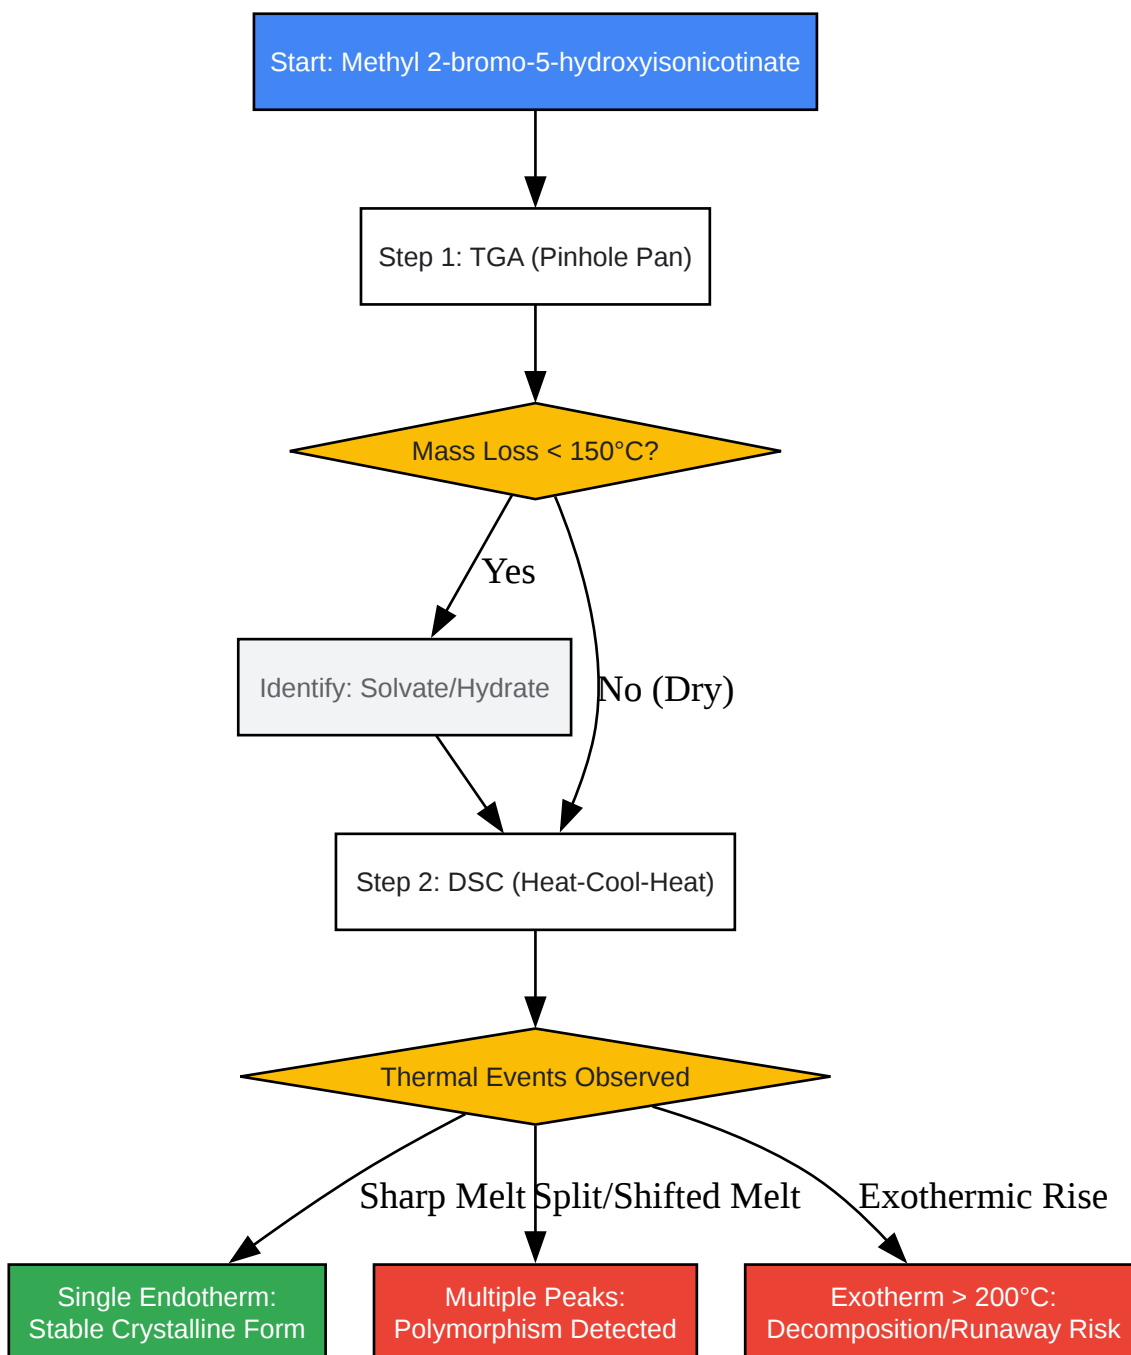 Start: Methyl 2-bromo-5-hydroxyisonicotinate
Step 1: TGA (Pinhole Pan)
Mass Loss < 150°C?
Yes
Identify: Solvate/Hydrate
No (Dry)
Step 2: DSC (Heat-Cool-Heat)
Thermal Events Observed
Sharp Melt
Split/Shifted Melt
Exothermic Rise
Single Endotherm:
Stable Crystalline Form
Multiple Peaks:
Polymorphism Detected
Exotherm > 200°C:
Decomposition/Runaway Risk